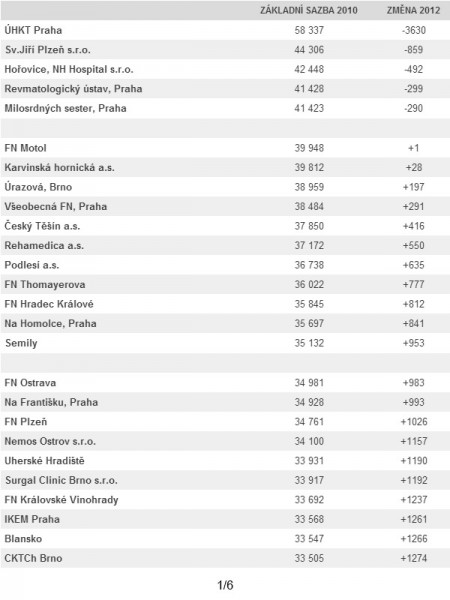 ZÁKLADNÍ SAZBA 2010 ZMĚNA 2012
ÚHKT Praha 58 337 -3630
Sv.Jiří Plzeň s.r.o. 44 306 -859
Hořovice, NH Hospital s.r.o. 42 448 -492
Revmatologický ústav, Praha 41 428 -299
Milosrdných sester, Praha 41 423 -290
FN Motol 39 948 +1
Karvinská hornická a.s. 39 812 +28
Úrazová, Brno 38 959 +197
Všeobecná FN, Praha 38 484 +291
Český Těšín a.s. 37 850 +416
Rehamedica a.s. 37 172 +550
Podlesí a.s. 36 738 +635
FN Thomayerova 36 022 +777
FN Hradec Králové 35 845 +812
Na Homolce, Praha 35 697 +841
Semily 35 132 +953
FN Ostrava 34 981 +983
Na Františku, Praha 34 928 +993
FN Plzeň 34 761 +1026
Nemos Ostrov s.r.o. 34 100 +1157
Uherské Hradiště 33 931 +1190
Surgal Clinic Brno s.r.o. 33 917 +1192
FN Královské Vinohrady 33 692 +1237
IKEM Praha 33 568 +1261
Blansko 33 547 +1266
CKTCh Brno 33 505 +1274
1/6